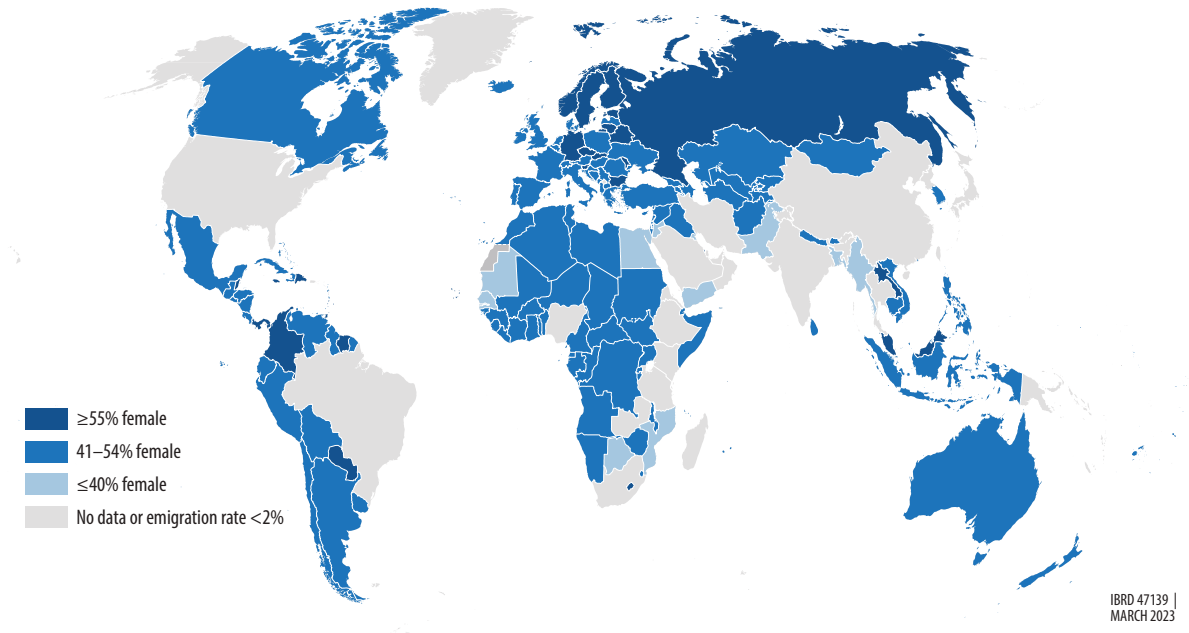 ≥55% female
41–54% female
≤40% female
No data or emigration rate <2%
IBRD 47139 |
MARCH 2023